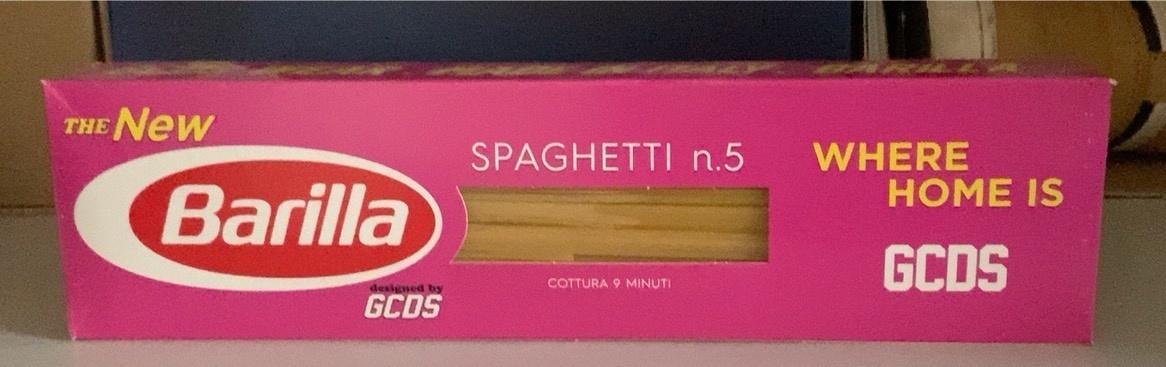 THE New
Barilla
designed by
GCDS
SPAGHETTI n.5
COTTURA 9 MINUTI
WHERE
HOME IS
GCDS